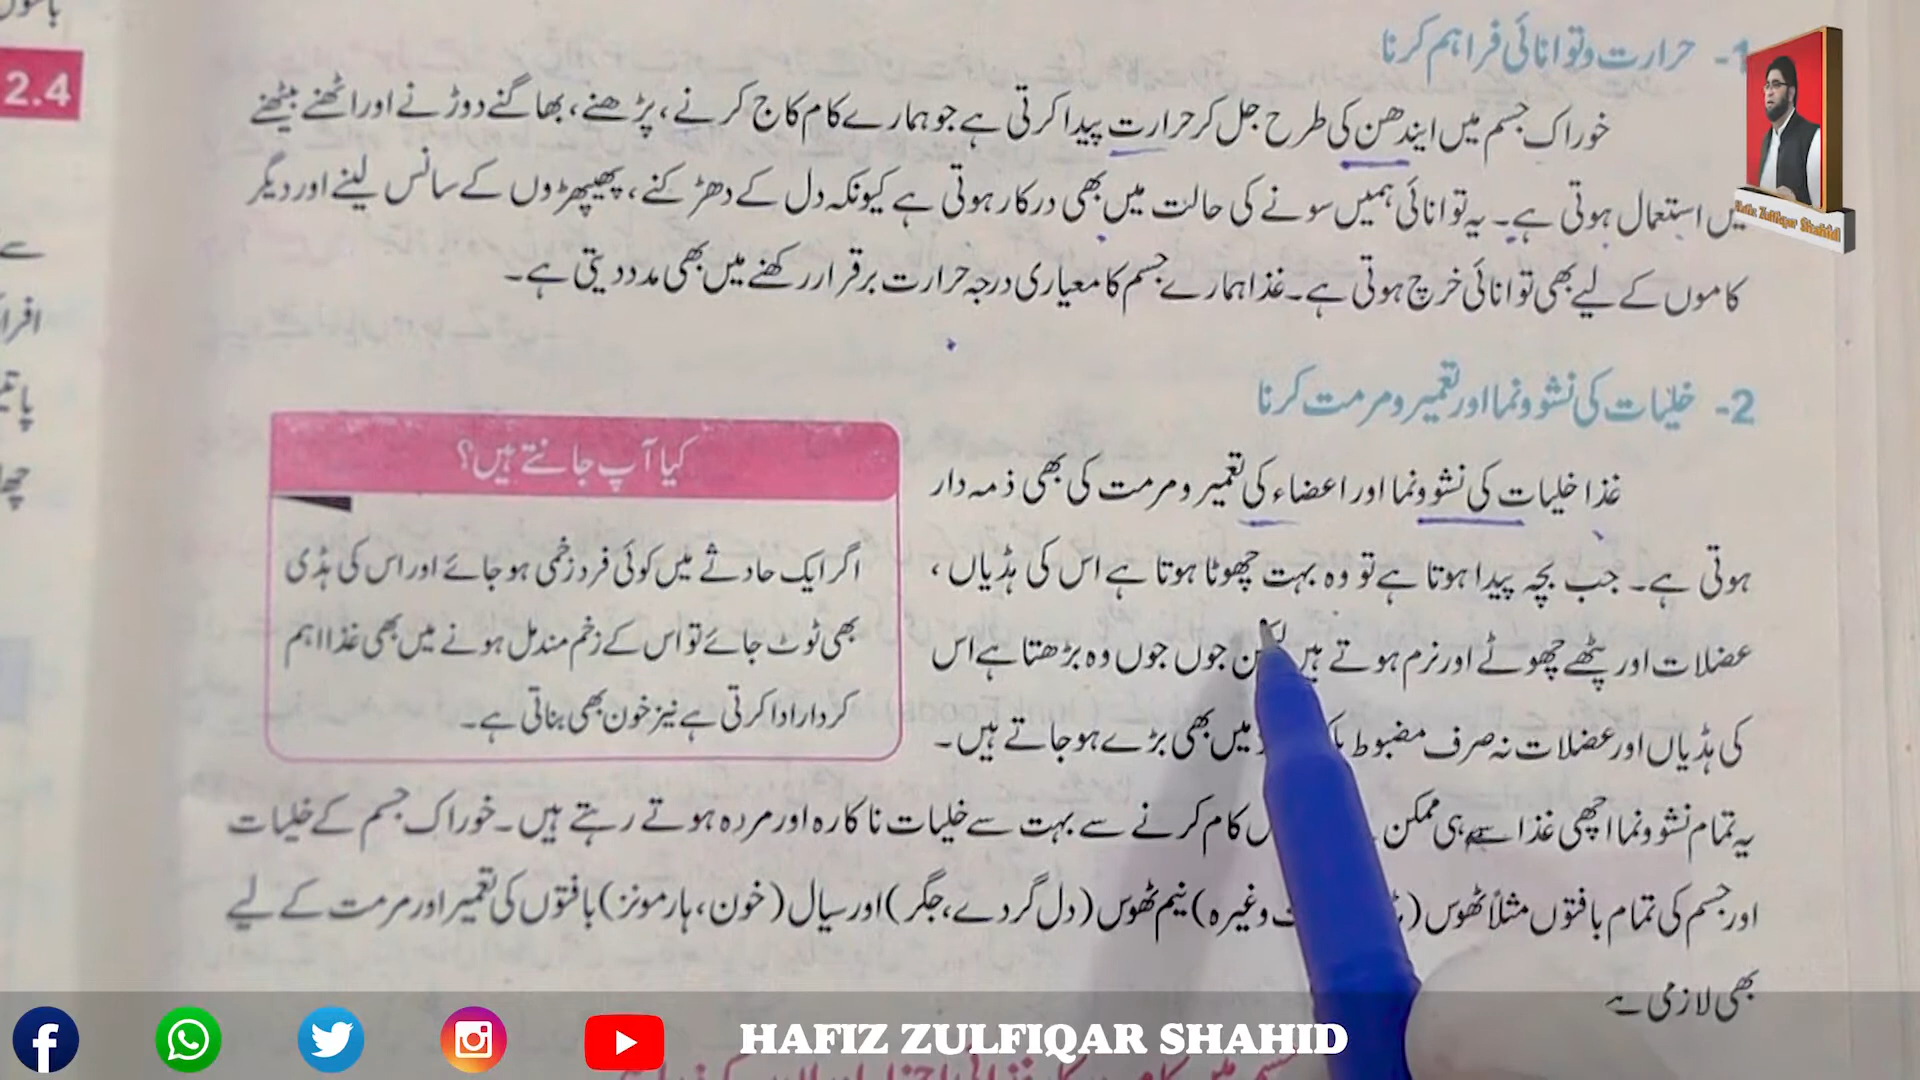 1- حرارت و توانائی فراہم کرنا
خوراک جسم میں ایندھن کی طرح جل کر حرارت پیدا کرتی ہے جو ہمارے کام کاج کرنے، پڑھنے، بھاگنے دوڑنے اور اٹھنے بیٹھنے
میں استعمال ہوتی ہے۔ یہ توانائی ہمیں سونے کی حالت میں بھی درکار ہوتی ہے کیونکہ دل کے دھڑکنے، پھیپھڑوں کے سانس لینے اور دیگر
کاموں کے لیے بھی توانائی خرچ ہوتی ہے۔ غذا ہمارے جسم کا معیاری درجہ حرارت برقرار رکھنے میں بھی مدد دیتی ہے۔
2- خلیات کی نشوونما اور تعمیر و مرمت کرنا
غذا خلیات کی نشوونما اور اعضاء کی تعمیر و مرمت کی بھی ذمہ دار
ہوتی ہے۔ جب بچہ پیدا ہوتا ہے تو وہ بہت چھوٹا ہوتا ہے اس کی ہڈیاں،
عضلات اور پٹھے چھوٹے اور نرم ہوتے ہیں جوں جوں وہ بڑھتا ہے اس
کی ہڈیاں اور عضلات نہ صرف مضبوط میں بھی بڑے ہو جاتے ہیں۔
یہ تمام نشوونما اچھی غذا سے ہی ممکن کام کرنے سے بہت سے خلیات ناکارہ اور مردہ ہوتے رہتے ہیں۔ خوراک جسم کے خلیات
اور جسم کی تمام بافتوں مثلاً ٹھوس ( وغیرہ) نیم ٹھوس (دل گردے، جگر) اور سیال (خون، ہارمونز) بافتوں کی تعمیر اور مرمت کے لیے
بھی لازمی ہے
کیا آپ جانتے ہیں؟
اگر ایک حادثے میں کوئی فرد زخمی ہو جائے اور اس کی ہڈی
بھی ٹوٹ جائے تو اس کے زخم مندمل ہونے میں بھی غذا اہم
کردار ادا کرتی ہے نیز خون بھی بناتی ہے۔
2.4
Hafiz Zulfiqar Shahid
HAFIZ ZULFIQAR SHAHID